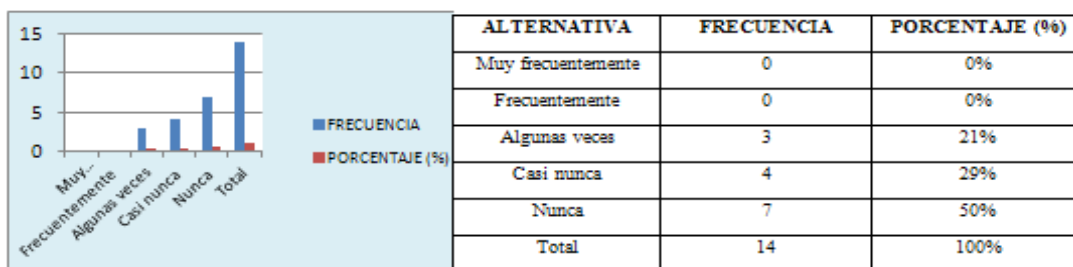 15
10
5
0
Muy...
Frecuentemente
Algunas veces
Casi nunca
Nunca
Total
FRECUENCIA
PORCENTAJE (%)
ALTERNATIVA FRECUENCIA PORCENTAJE (%)
Muy frecuentemente 0 0%
Frecuentemente 0 0%
Algunas veces 3 21%
Casi nunca 4 29%
Nunca 7 50%
Total 14 100%